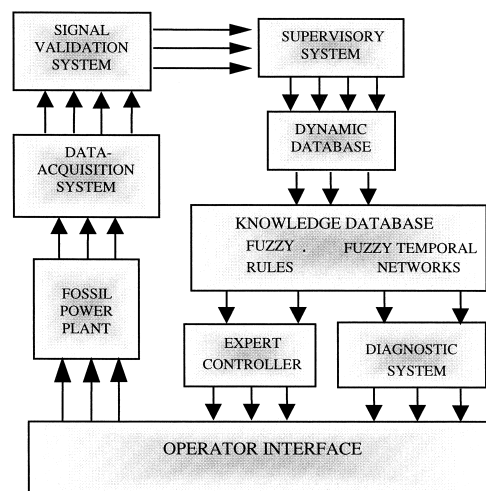 SIGNAL
VALIDATION
SYSTEM
SUPERVISORY
SYSTEM
DYNAMIC
DATABASE
DATA-
ACQUISITION
SYSTEM
KNOWLEDGE DATABASE
FUZZY . FUZZY TEMPORAL
RULES NETWORKS
FOSSIL
POWER
PLANT
EXPERT
CONTROLLER
DIAGNOSTIC
SYSTEM
OPERATOR INTERFACE